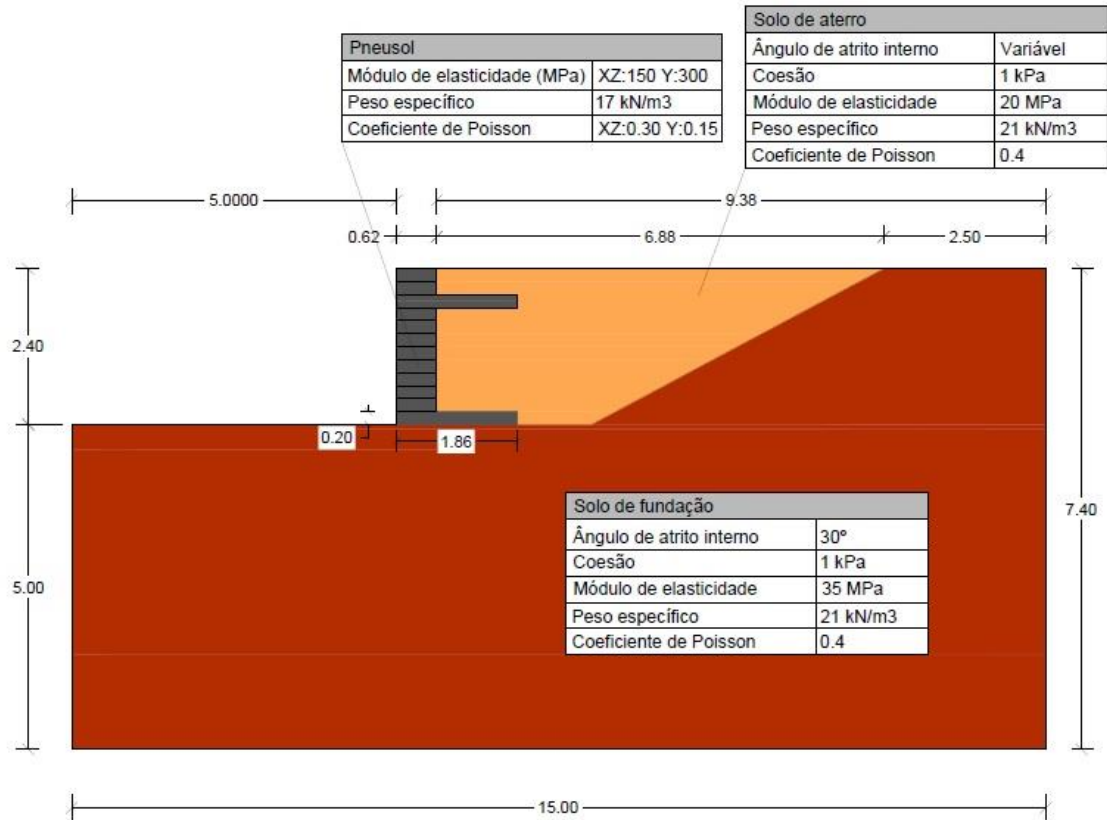 Pneusol
Módulo de elasticidade (MPa) XZ:150 Y:300
Peso específico 17 kN/m3
Coeficiente de Poisson XZ:0.30 Y:0.15
Solo de aterro
Ângulo de atrito interno Variável
Coesão 1 kPa
Módulo de elasticidade 20 MPa
Peso específico 21 kN/m3
Coeficiente de Poisson 0.4
5.0000
9.38
0.62
6.88
2.50
2.40
0.20
1.86
Solo de fundação
Ângulo de atrito interno 30º
Coesão 1 kPa
Módulo de elasticidade 35 MPa
Peso específico 21 kN/m3
Coeficiente de Poisson 0.4
7.40
5.00
15.00